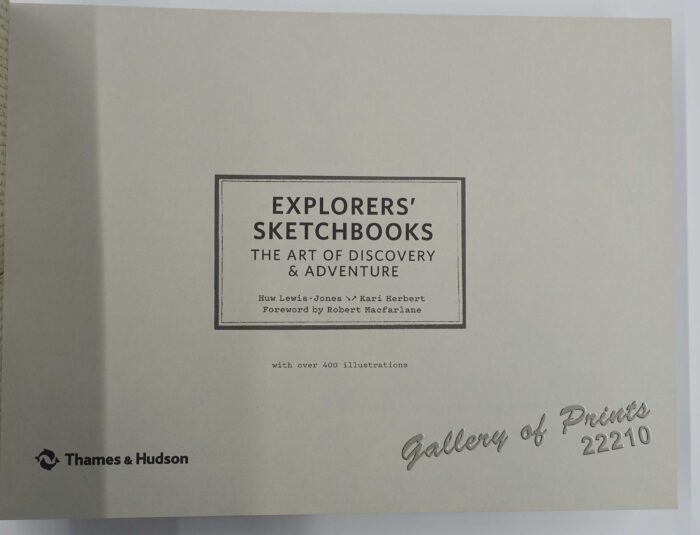 EXPLORERS'
SKETCHBOOKS
THE ART OF DISCOVERY
& ADVENTURE
Huw Lewis-Jones ↘↗ Kari Herbert
Foreword by Robert Macfarlane
with over 400 illustrations
Thames & Hudson
Gallery of Prints
22210